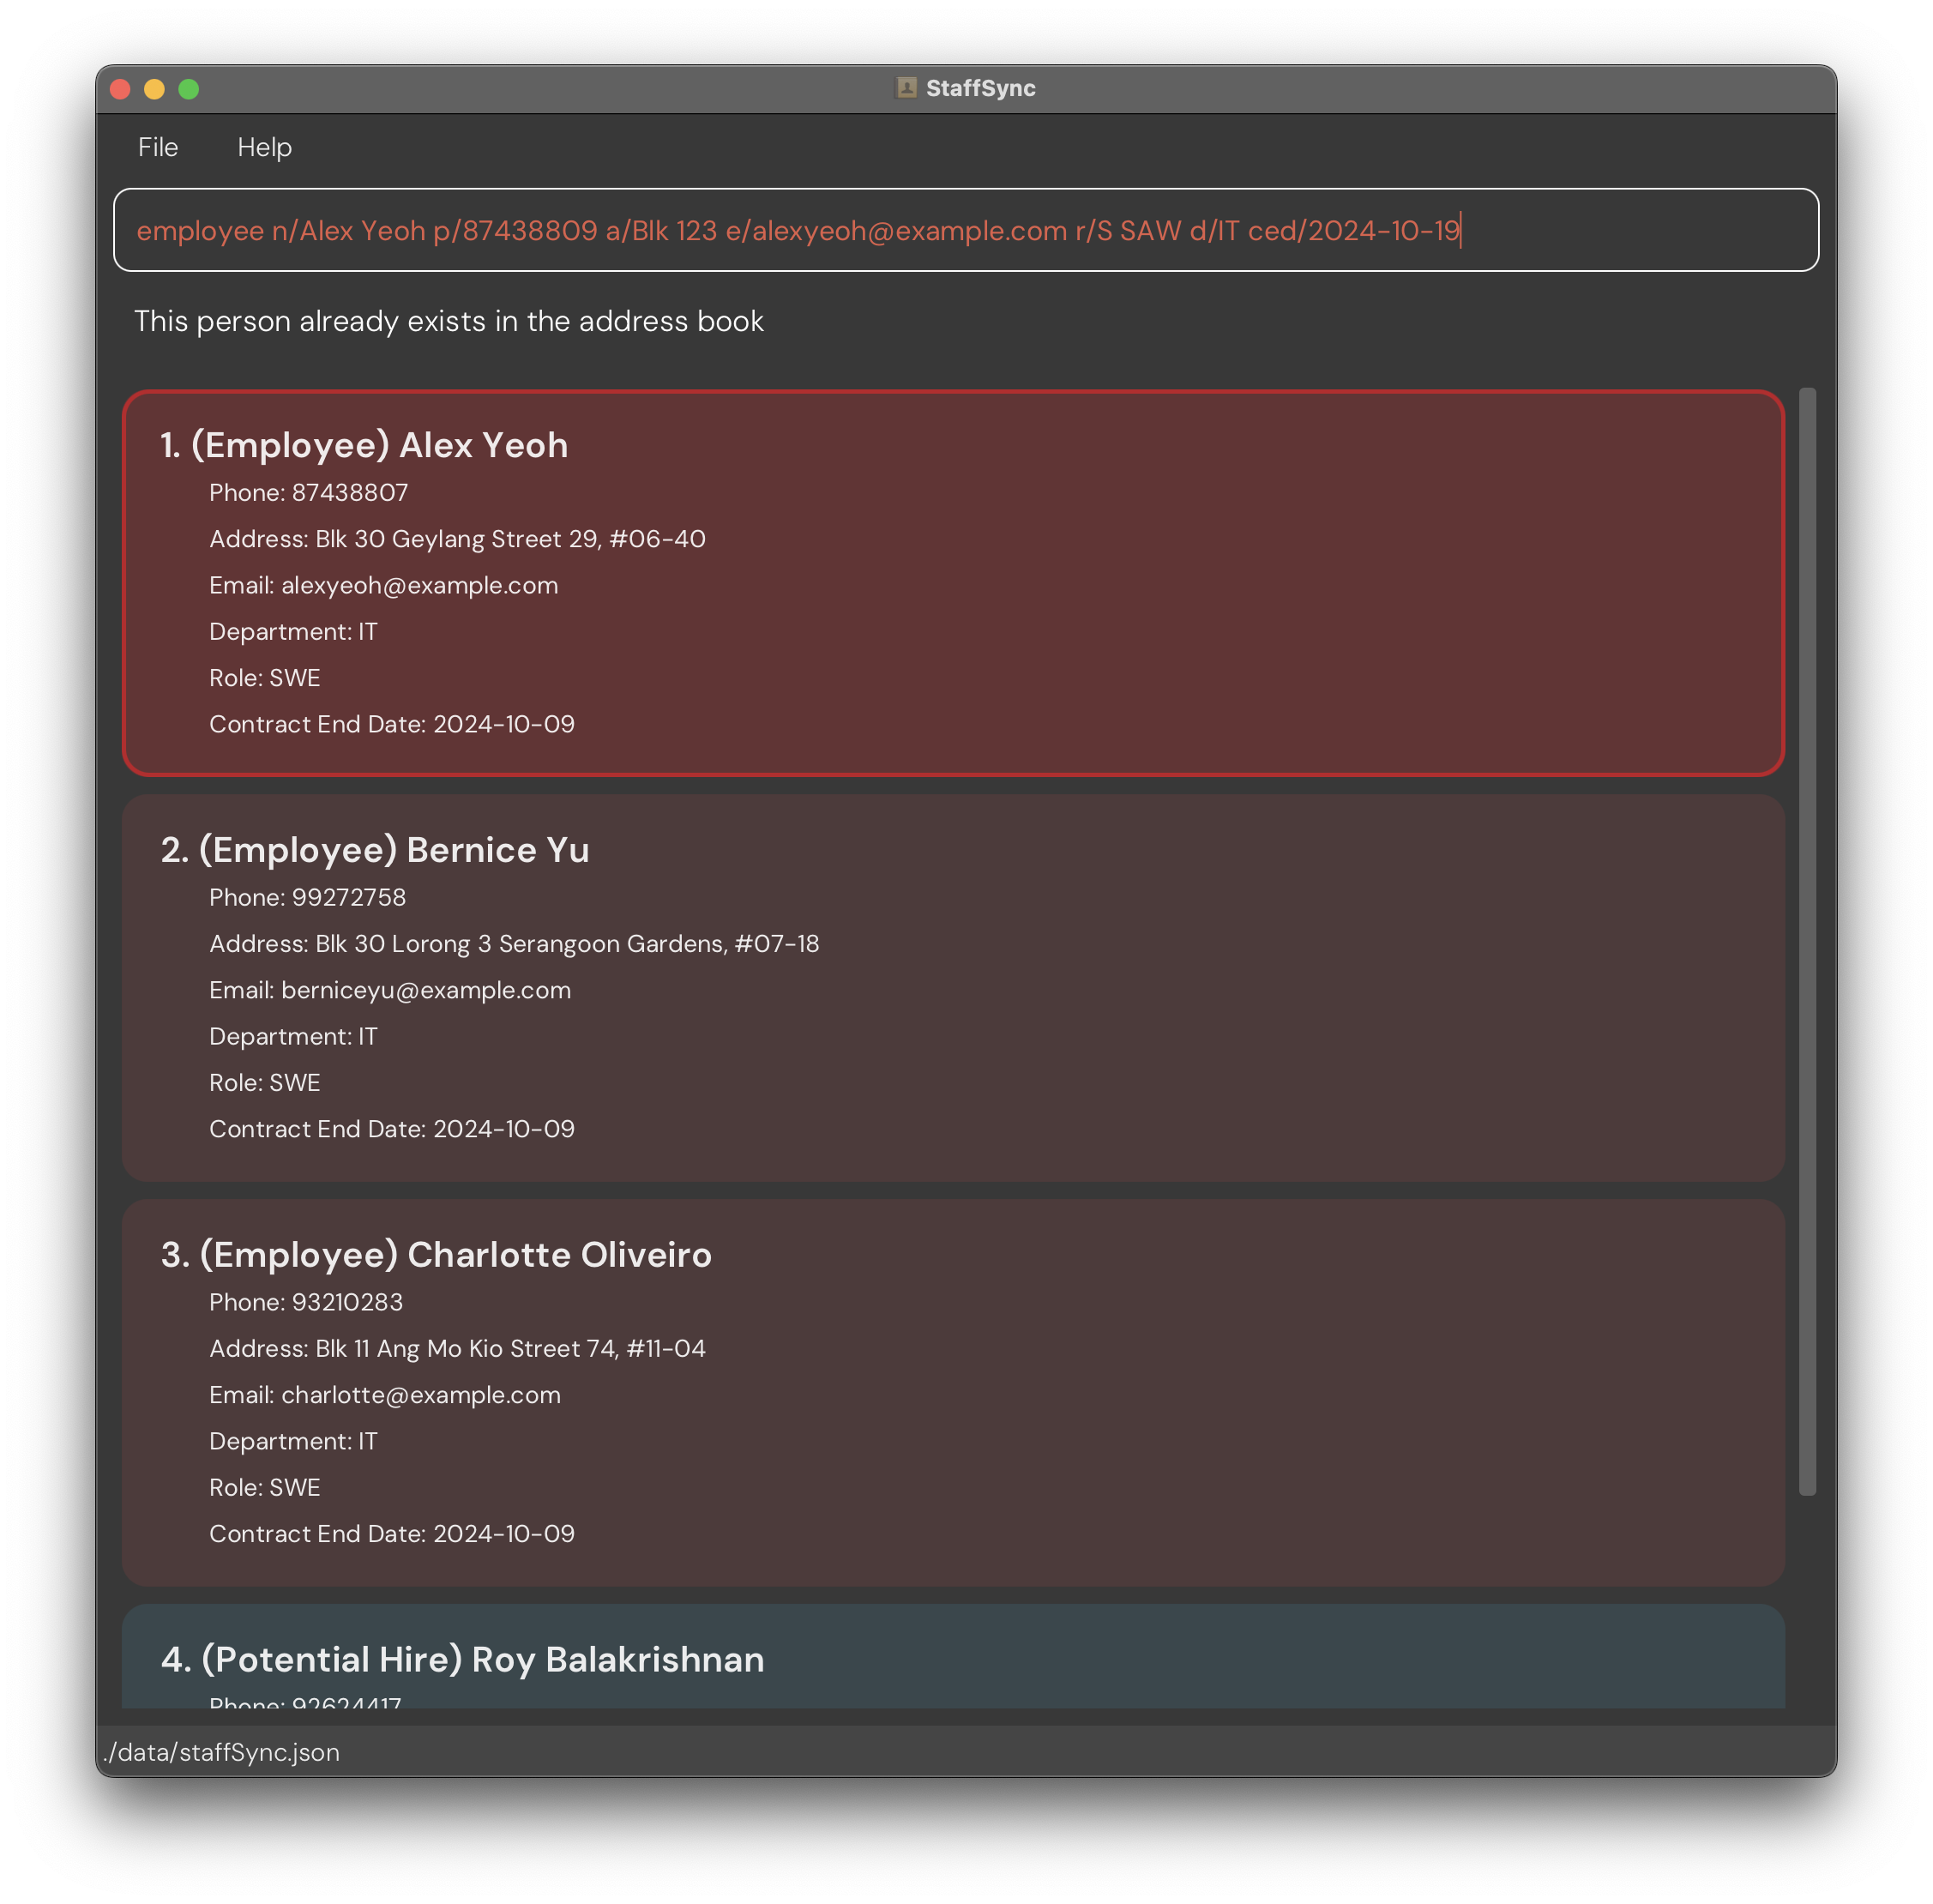 StaffSync
File Help
employee n/Alex Yeoh p/87438809 a/Blk 123 e/alexyeoh@example.com r/S SAW d/IT ced/2024-10-19
This person already exists in the address book
1. (Employee) Alex Yeoh
Phone: 87438807
Address: Blk 30 Geylang Street 29, #06-40
Email: alexyeoh@example.com
Department: IT
Role: SWE
Contract End Date: 2024-10-09
2. (Employee) Bernice Yu
Phone: 99272758
Address: Blk 30 Lorong 3 Serangoon Gardens, #07-18
Email: berniceyu@example.com
Department: IT
Role: SWE
Contract End Date: 2024-10-09
3. (Employee) Charlotte Oliveiro
Phone: 93210283
Address: Blk 11 Ang Mo Kio Street 74, #11-04
Email: charlotte@example.com
Department: IT
Role: SWE
Contract End Date: 2024-10-09
4. (Potential Hire) Roy Balakrishnan
Phone: 92624417
./data/staffSync.json